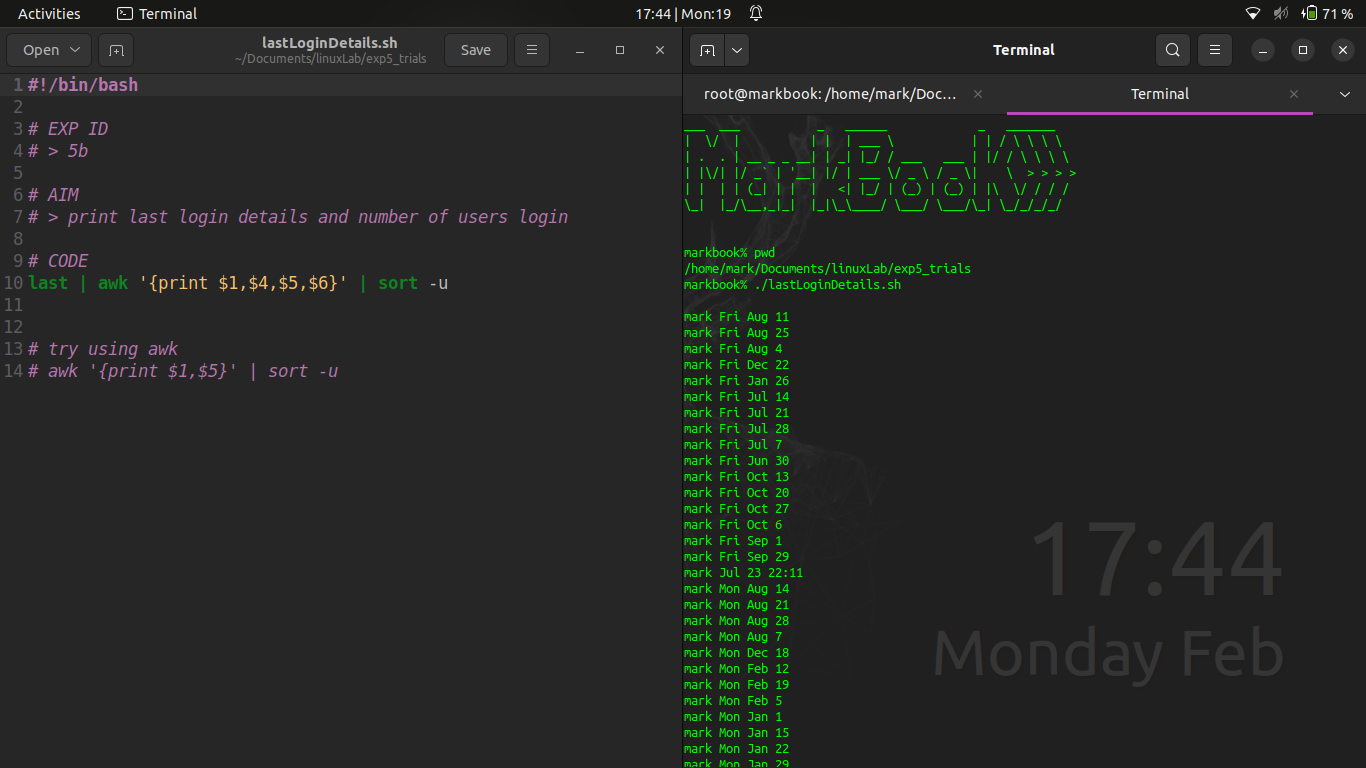 Activities
Terminal
17:44 | Mon:19
71 %
Open
lastLoginDetails.sh
~/Documents/linuxLab/exp5_trials
Save
1 #!/bin/bash
2
3 # EXP ID
4 # > 5b
5
6 # AIM
7 # > print last login details and number of users login
8
9 # CODE
10 last | awk '{print $1,$4,$5,$6}' | sort -u
11
12
13 # try using awk
14 # awk '{print $1,$5}' | sort -u
Terminal
root@markbook: /home/mark/Doc...
Terminal
MarkBook
markbook% pwd
/home/mark/Documents/linuxLab/exp5_trials
markbook% ./lastLoginDetails.sh
mark Fri Aug 11
mark Fri Aug 25
mark Fri Aug 4
mark Fri Dec 22
mark Fri Jan 26
mark Fri Jul 14
mark Fri Jul 21
mark Fri Jul 28
mark Fri Jul 7
mark Fri Jun 30
mark Fri Oct 13
mark Fri Oct 20
mark Fri Oct 27
mark Fri Oct 6
mark Fri Sep 1
mark Fri Sep 29
mark Jul 23 22:11
mark Mon Aug 14
mark Mon Aug 21
mark Mon Aug 28
mark Mon Aug 7
mark Mon Dec 18
mark Mon Feb 12
mark Mon Feb 19
mark Mon Feb 5
mark Mon Jan 1
mark Mon Jan 15
mark Mon Jan 22
mark Mon Jan 29
17:44
Monday Feb